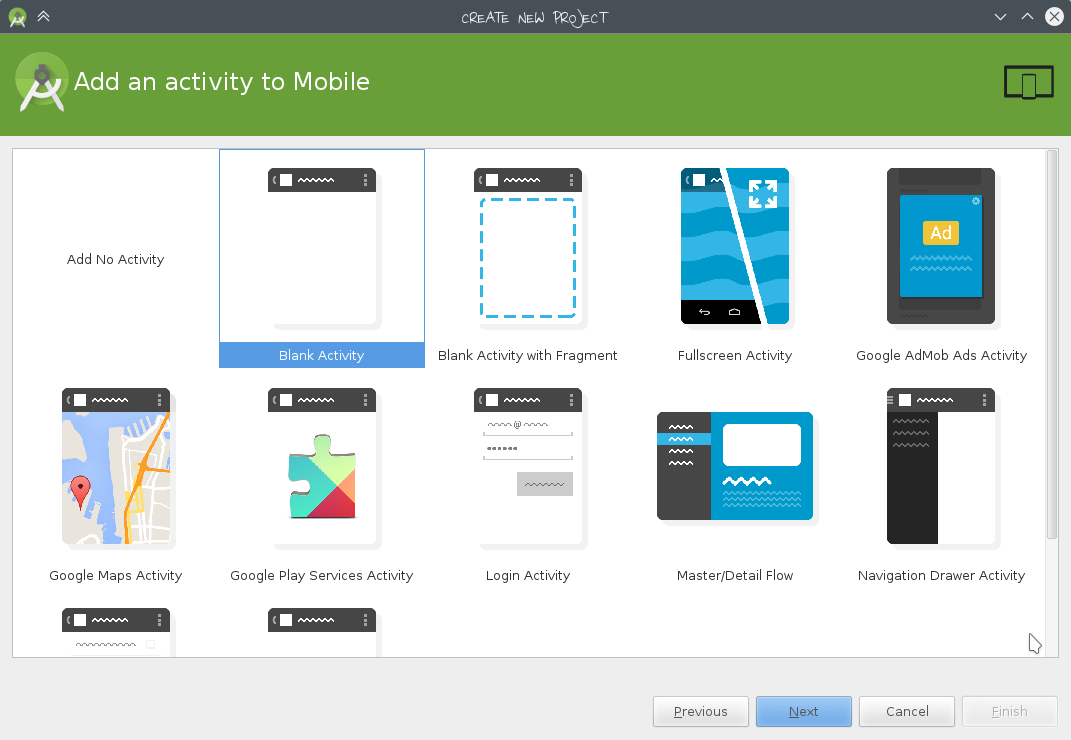 CREATE NEW PROJECT
Add an activity to Mobile
Add No Activity
Blank Activity
Blank Activity with Fragment
Fullscreen Activity
Ad
Google AdMob Ads Activity
Google Maps Activity
Google Play Services Activity
@
Login Activity
Master/Detail Flow
Navigation Drawer Activity
Previous
Next
Cancel
Finish